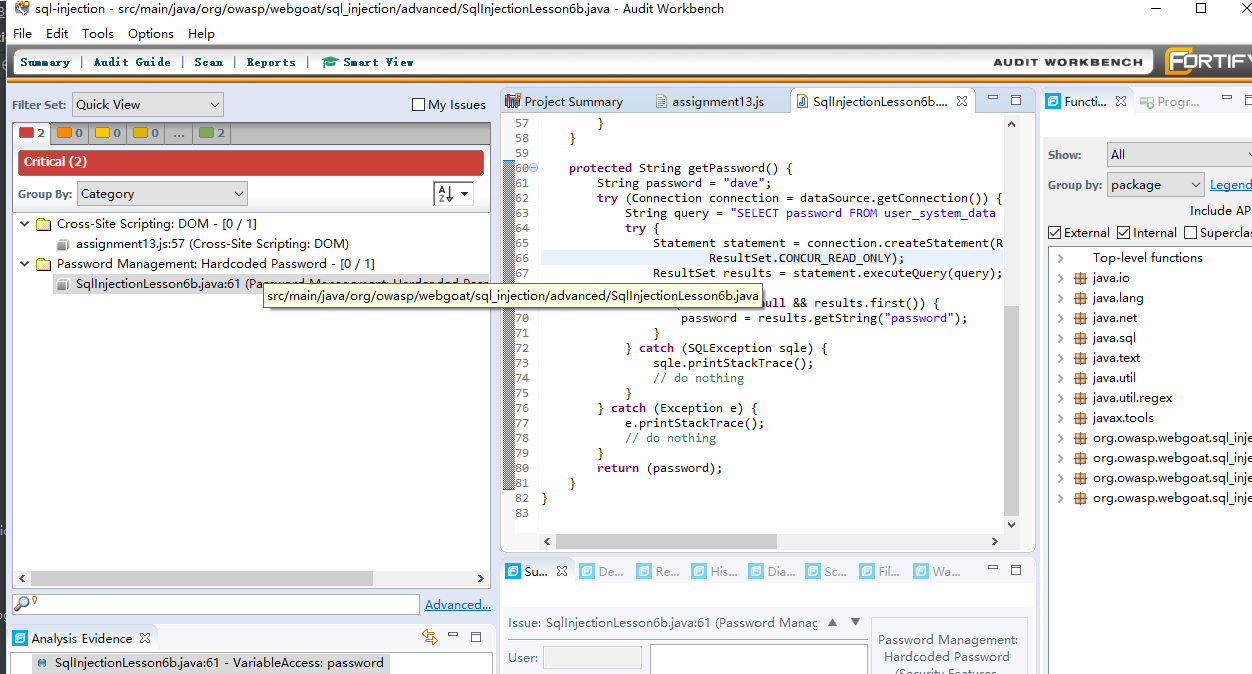 sql-injection - src/main/java/org/owasp/webgoat/sql_injection/advanced/SqlInjectionLesson6b.java - Audit Workbench
File Edit Tools Options Help
Summary | Audit Guide | Scan | Reports | Smart View
AUDIT WORKBENCH FORTIFY
Filter Set: Quick View My Issues
2 0 0 0 ... 2
Critical (2)
Group By: Category
Cross-Site Scripting: DOM - [0 / 1]
assignment13.js:57 (Cross-Site Scripting: DOM)
Password Management: Hardcoded Password - [0 / 1]
SqlInjectionLesson6b.java:61 (Password Management: Hardcoded Pass
src/main/java/org/owasp/webgoat/sql_injection/advanced/SqlInjectionLesson6b.java
Advanced...
Analysis Evidence
SqlInjectionLesson6b.java:61 - VariableAccess: password
Project Summary assignment13.js SqlInjectionLesson6b....
57 }
58 }
59
60 protected String getPassword() {
61 String password = "dave";
62 try (Connection connection = dataSource.getConnection()) {
63 String query = "SELECT password FROM user_system_data
64 try {
65 Statement statement = connection.createStatement(R
66 ResultSet.CONCUR_READ_ONLY);
67 ResultSet results = statement.executeQuery(query);
null && results.first()) {
70 password = results.getString("password");
71 }
72 } catch (SQLException sqle) {
73 sqle.printStackTrace();
74 // do nothing
75 }
76 } catch (Exception e) {
77 e.printStackTrace();
78 // do nothing
79 }
80 return (password);
81 }
82 }
83
Su... De... Re... His... Dia... Sc... Fil... Wa...
Issue: SqlInjectionLesson6b.java:61 (Password Manag
User:
Password Management:
Hardcoded Password
(Security Features
Functi... Progr...
Show: All
Group by: package Legend
Include AP
External Internal Superclas
Top-level functions
java.io
java.lang
java.net
java.sql
java.text
java.util
java.util.regex
javax.tools
org.owasp.webgoat.sql_inje
org.owasp.webgoat.sql_inje
org.owasp.webgoat.sql_inje
org.owasp.webgoat.sql_inje